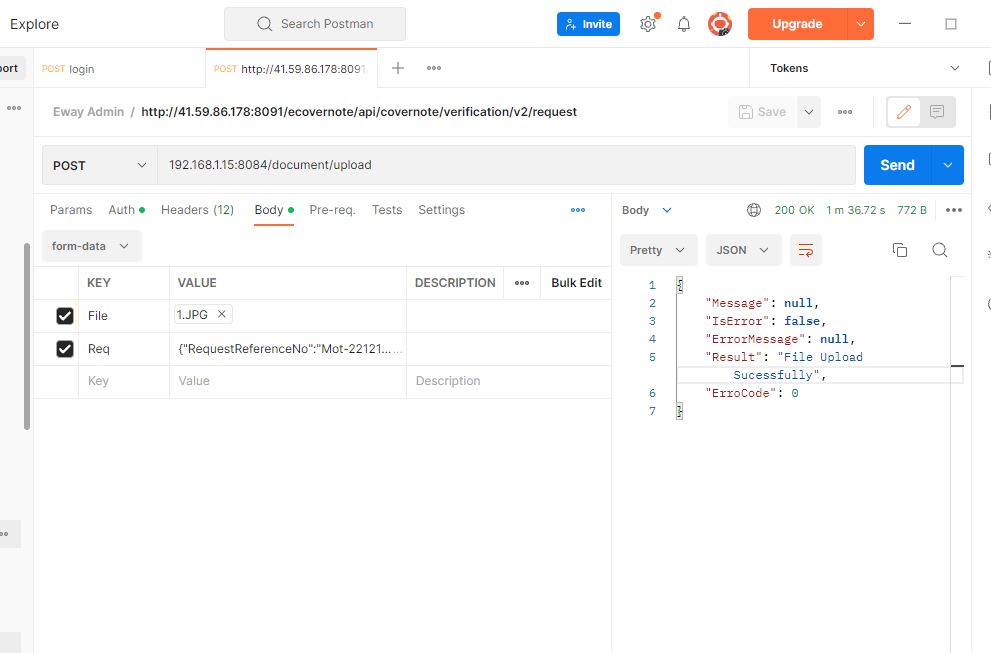 Explore
Search Postman
Invite
Upgrade
port
POST login
POST http://41.59.86.178:8091
Tokens
Eway Admin / http://41.59.86.178:8091/ecovernote/api/covernote/verification/v2/request
Save
POST
192.168.1.15:8084/document/upload
Send
Params Auth Headers (12) Body Pre-req. Tests Settings
Body
200 OK 1 m 36.72 s 772 B
form-data
Pretty
JSON
KEY VALUE DESCRIPTION Bulk Edit
File 1.JPG
Req {"RequestReferenceNo":"Mot-22121... ...
Key Value Description
1 {
2 "Message": null,
3 "IsError": false,
4 "ErrorMessage": null,
5 "Result": "File Upload
Sucessfully",
6 "ErroCode": 0
7 }